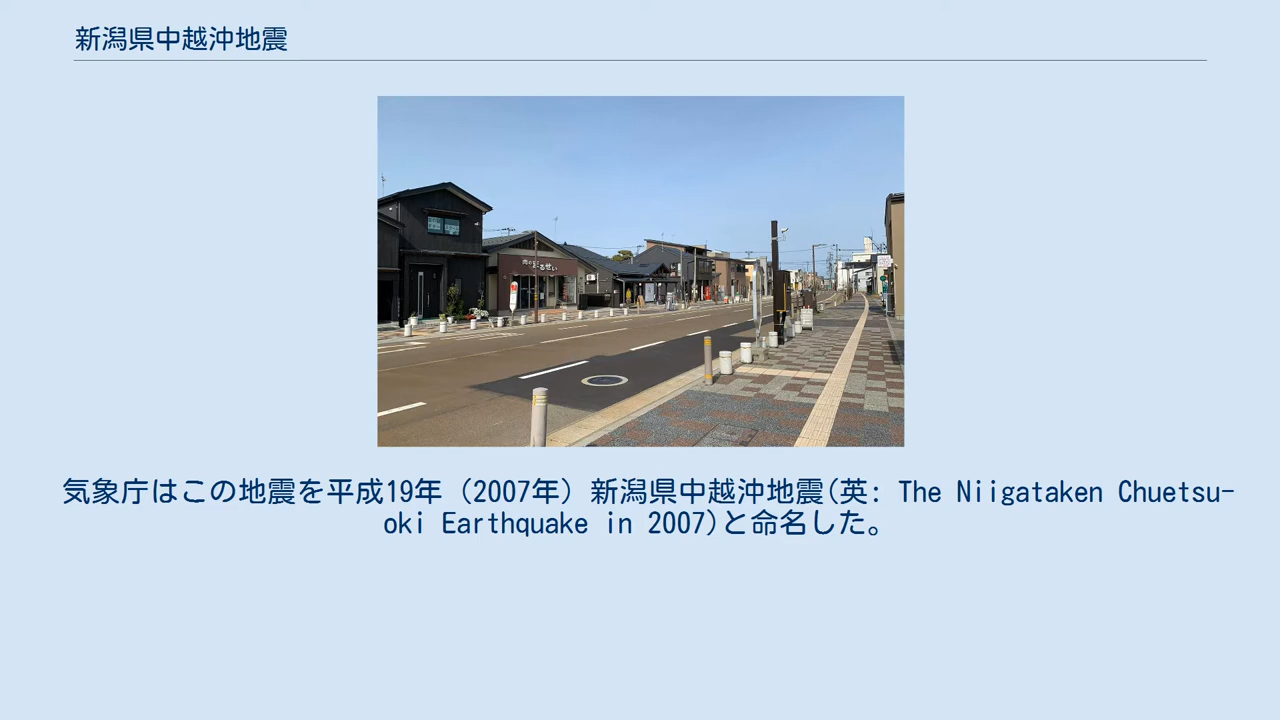 新潟県中越沖地震
気象庁はこの地震を平成19年（2007年）新潟県中越沖地震(英: The Niigataken Chuetsu-
oki Earthquake in 2007)と命名した。